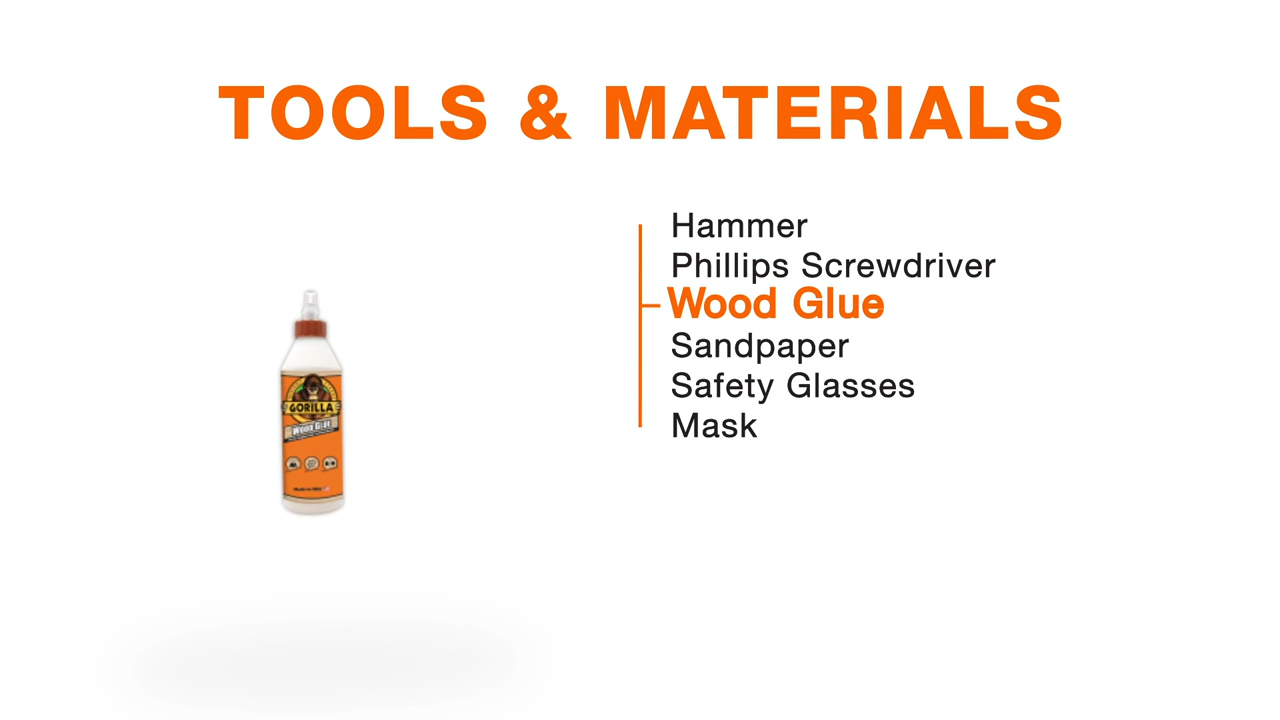 TOOLS & MATERIALS
Hammer
Phillips Screwdriver
Wood Glue
Sandpaper
Safety Glasses
Mask
GORILLA
Wood Glue